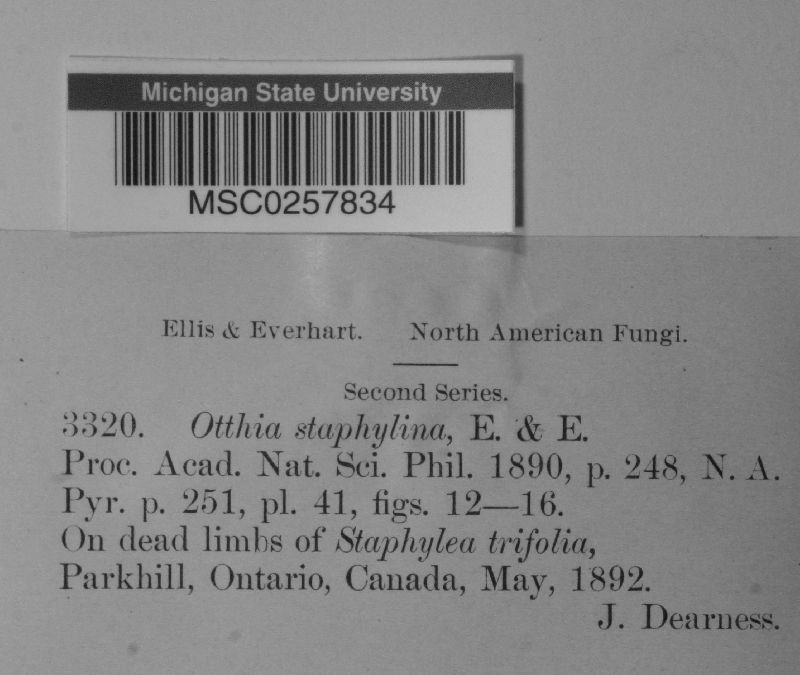 Michigan State University
MSC0257834
Ellis & Everhart. North American Fungi.
Second Series.
3320. Otthia staphylina, E. & E.
Proc. Acad. Nat. Sci. Phil. 1890, p. 248, N. A.
Pyr. p. 251, pl. 41, figs. 12—16.
On dead limbs of Staphylea trifolia,
Parkhill, Ontario, Canada, May, 1892.
J. Dearness.